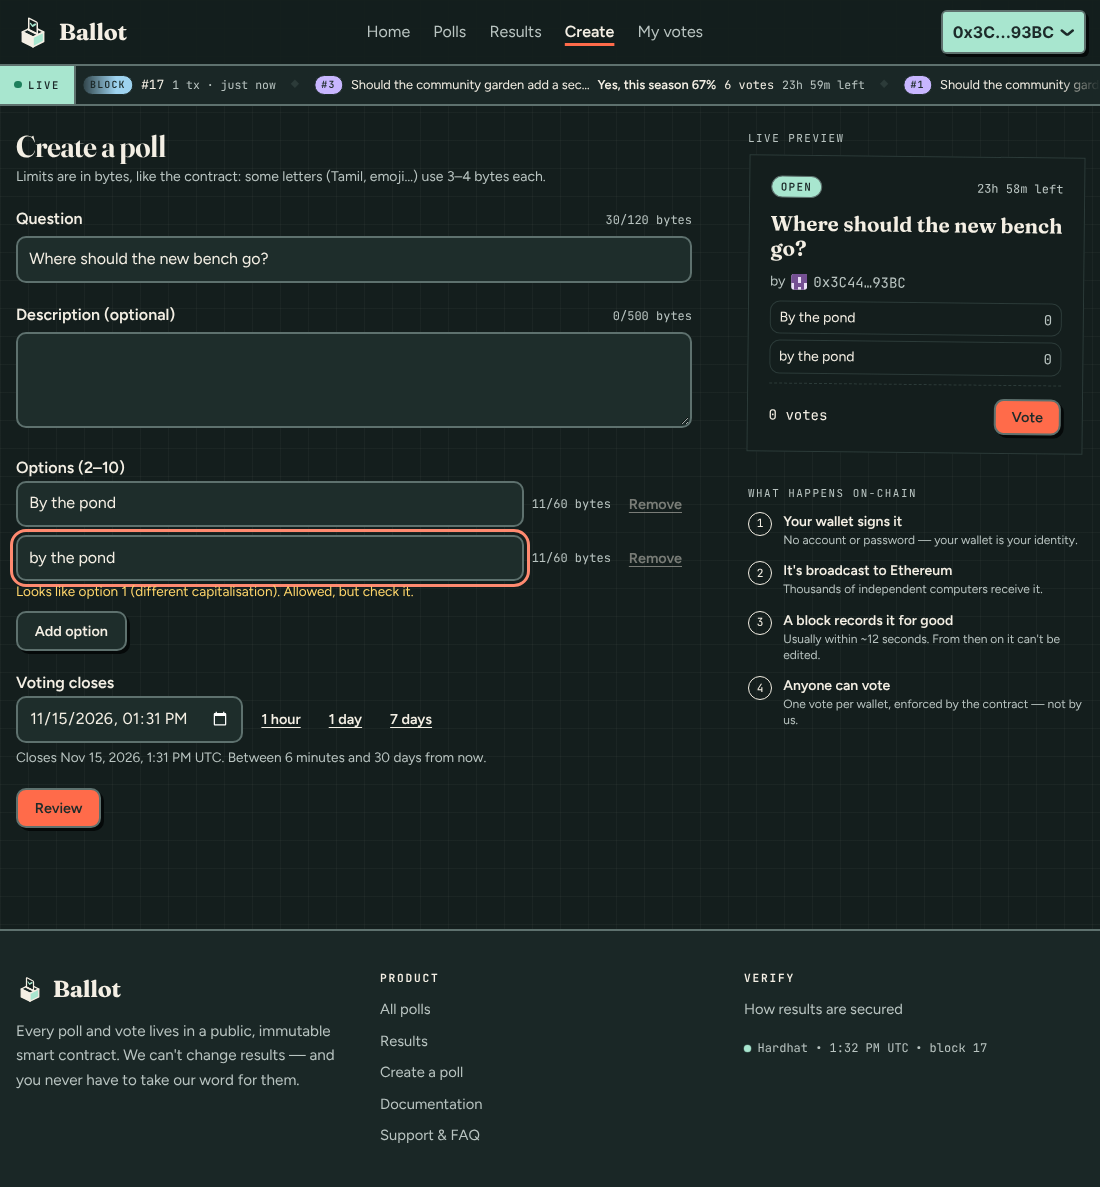 Ballot
Home Polls Results Create My votes
0x3C...93BC
LIVE
BLOCK #17 1 tx · just now
#3 Should the community garden add a sec... Yes, this season 67% 6 votes 23h 59m left
#1 Should the community
Create a poll
Limits are in bytes, like the contract: some letters (Tamil, emoji...) use 3–4 bytes each.
Question
30/120 bytes
Where should the new bench go?
Description (optional)
0/500 bytes
Options (2–10)
By the pond
11/60 bytes
Remove
by the pond
11/60 bytes
Remove
Looks like option 1 (different capitalisation). Allowed, but check it.
Add option
Voting closes
11/15/2026, 01:31 PM
1 hour
1 day
7 days
Closes Nov 15, 2026, 1:31 PM UTC. Between 6 minutes and 30 days from now.
Review
LIVE PREVIEW
OPEN
23h 58m left
Where should the new bench
go?
by 0x3C44…93BC
By the pond 0
by the pond 0
0 votes
Vote
WHAT HAPPENS ON-CHAIN
1 Your wallet signs it
No account or password — your wallet is your identity.
2 It's broadcast to Ethereum
Thousands of independent computers receive it.
3 A block records it for good
Usually within ~12 seconds. From then on it can't be
edited.
4 Anyone can vote
One vote per wallet, enforced by the contract — not by
us.
Ballot
Every poll and vote lives in a public, immutable
smart contract. We can't change results — and
you never have to take our word for them.
PRODUCT
All polls
Results
Create a poll
Documentation
Support & FAQ
VERIFY
How results are secured
Hardhat • 1:32 PM UTC • block 17